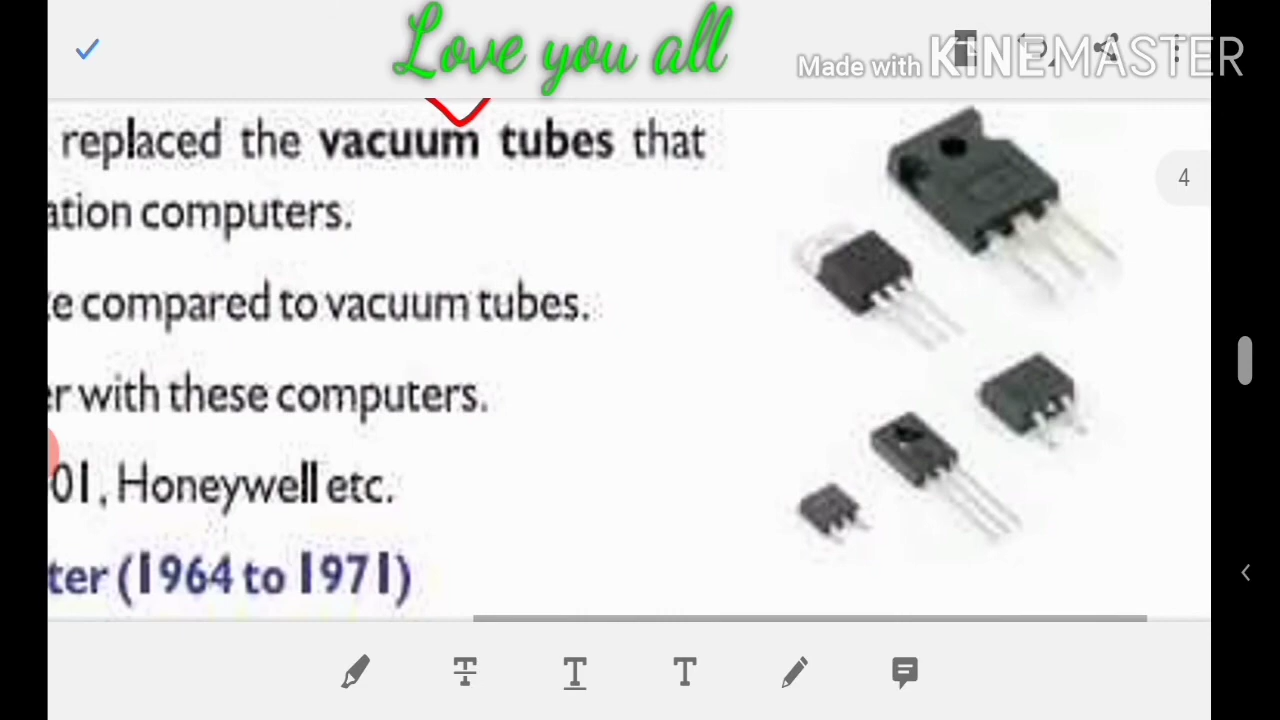 Love you all
Made with KINEMASTER
replaced the vacuum tubes that
ation computers.
compared to vacuum tubes.
with these computers.
01, Honeywell etc.
ter (1964 to 1971)
4